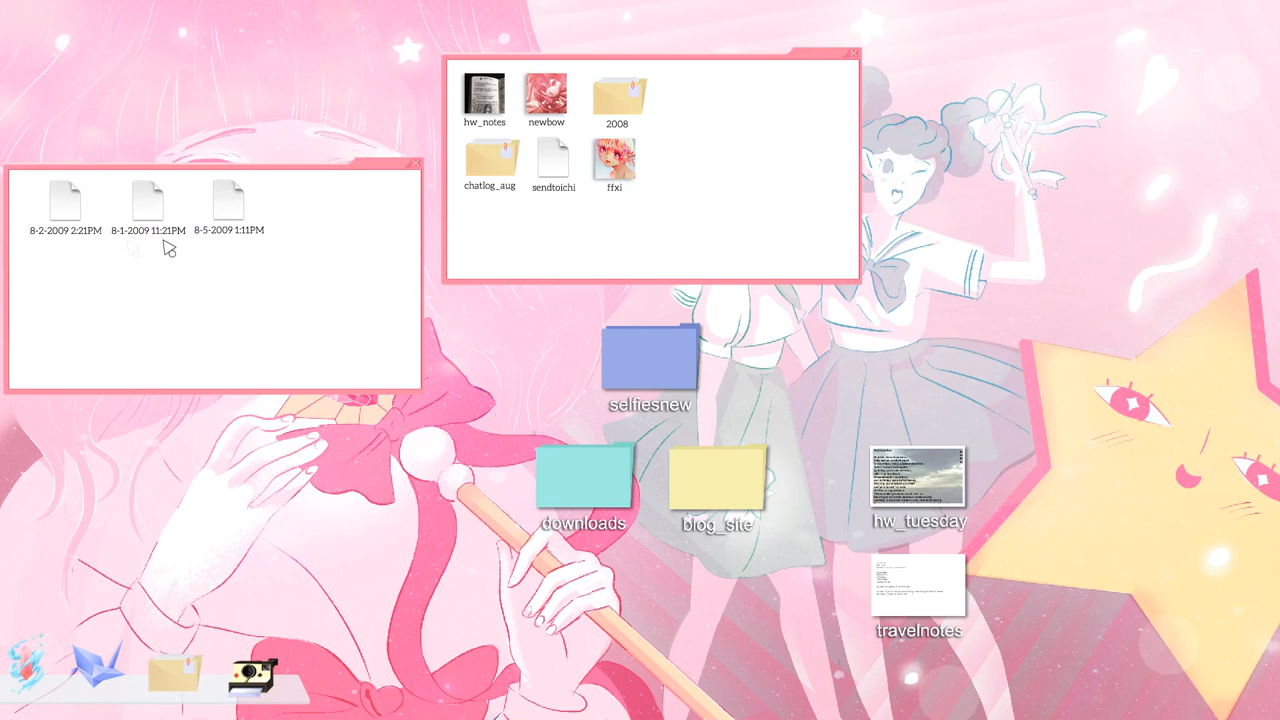 hw_notes
newbow
2008
chatlog_aug
sendtoichi
ffxi
8-2-2009 2:21PM
8-1-2009 11:21PM
8-5-2009 1:11PM
selfiesnew
downloads
blog_site
hw_tuesday
travelnotes